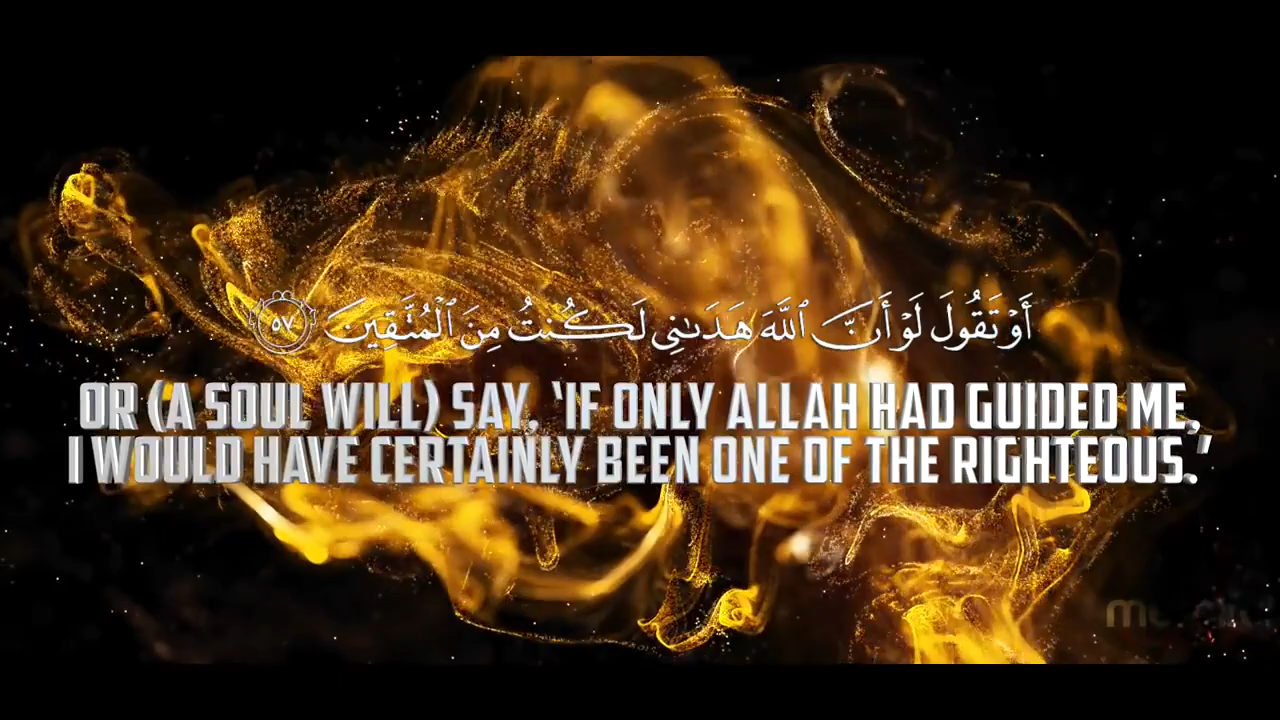 أَوْ تَقُولَ لَوْ أَنَّ ٱللَّهَ هَدَىٰنِى لَكُنتُ مِنَ ٱلْمُتَّقِينَ ٥٧
OR (A SOUL WILL) SAY, 'IF ONLY ALLAH HAD GUIDED ME,
I WOULD HAVE CERTAINLY BEEN ONE OF THE RIGHTEOUS.'